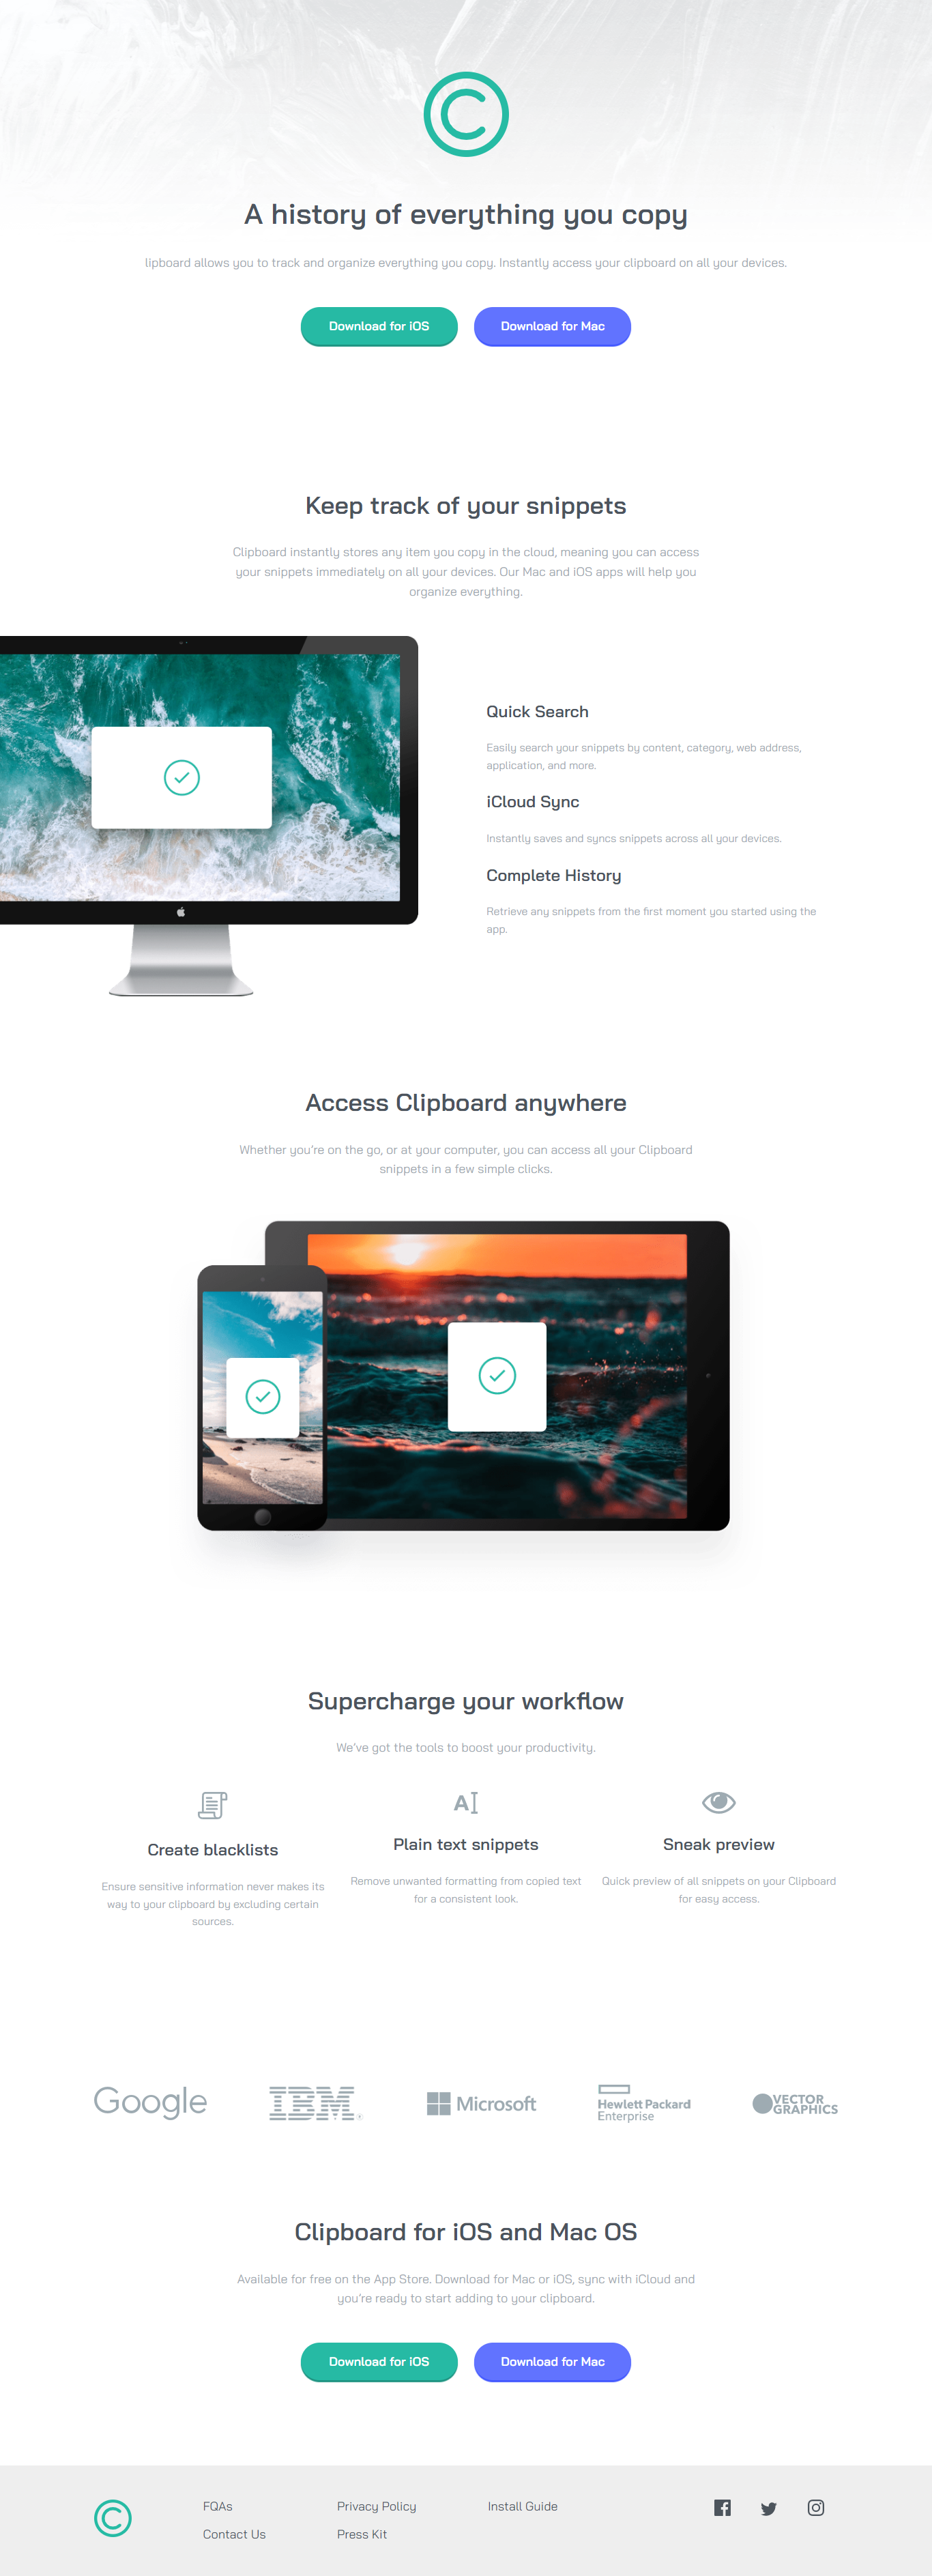 A history of everything you copy
lipboard allows you to track and organize everything you copy. Instantly access your clipboard on all your devices.
Download for iOS
Download for Mac
Keep track of your snippets
Clipboard instantly stores any item you copy in the cloud, meaning you can access
your snippets immediately on all your devices. Our Mac and iOS apps will help you
organize everything.
Quick Search
Easily search your snippets by content, category, web address,
application, and more.
iCloud Sync
Instantly saves and syncs snippets across all your devices.
Complete History
Retrieve any snippets from the first moment you started using the
app.
Access Clipboard anywhere
Whether you're on the go, or at your computer, you can access all your Clipboard
snippets in a few simple clicks.
Supercharge your workflow
We've got the tools to boost your productivity.
Create blacklists
Ensure sensitive information never makes its
way to your clipboard by excluding certain
sources.
Plain text snippets
Remove unwanted formatting from copied text
for a consistent look.
Sneak preview
Quick preview of all snippets on your Clipboard
for easy access.
Google
IBM
Microsoft
Hewlett Packard
Enterprise
VECTOR
GRAPHICS
Clipboard for iOS and Mac OS
Available for free on the App Store. Download for Mac or iOS, sync with iCloud and
you're ready to start adding to your clipboard.
Download for iOS
Download for Mac
FQAs
Contact Us
Privacy Policy
Press Kit
Install Guide